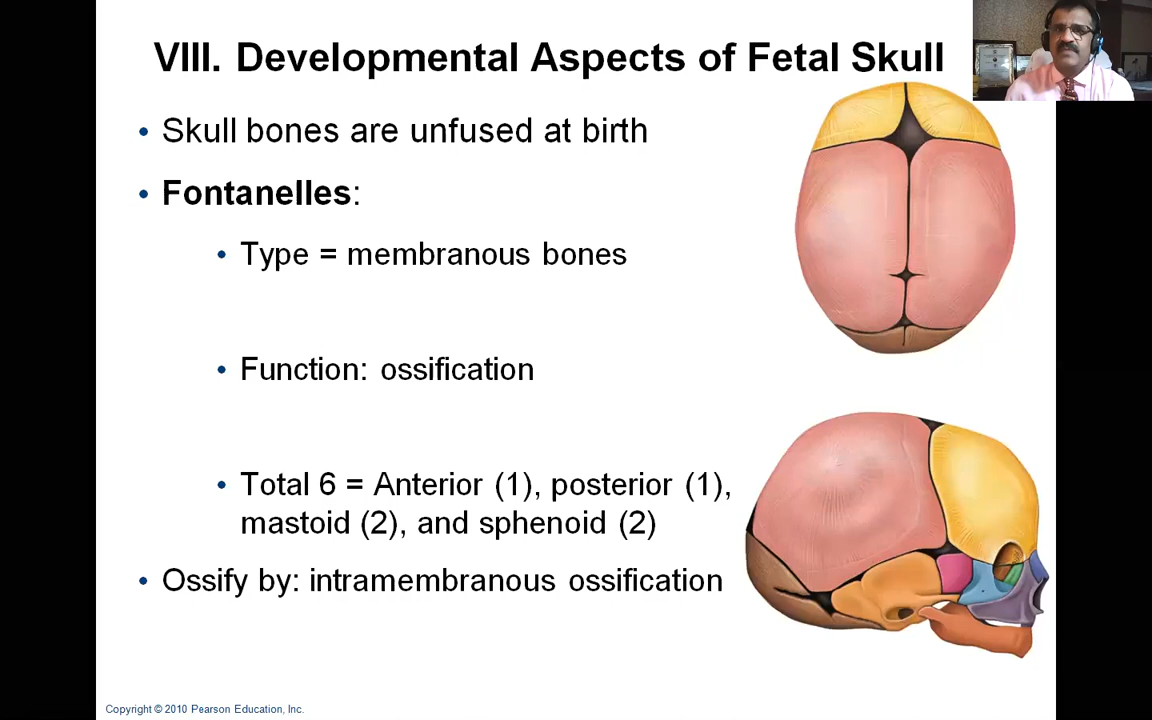 VIII. Developmental Aspects of Fetal Skull
• Skull bones are unfused at birth
• Fontanelles:
• Type = membranous bones
• Function: ossification
• Total 6 = Anterior (1), posterior (1),
mastoid (2), and sphenoid (2)
• Ossify by: intramembranous ossification
Copyright © 2010 Pearson Education, Inc.